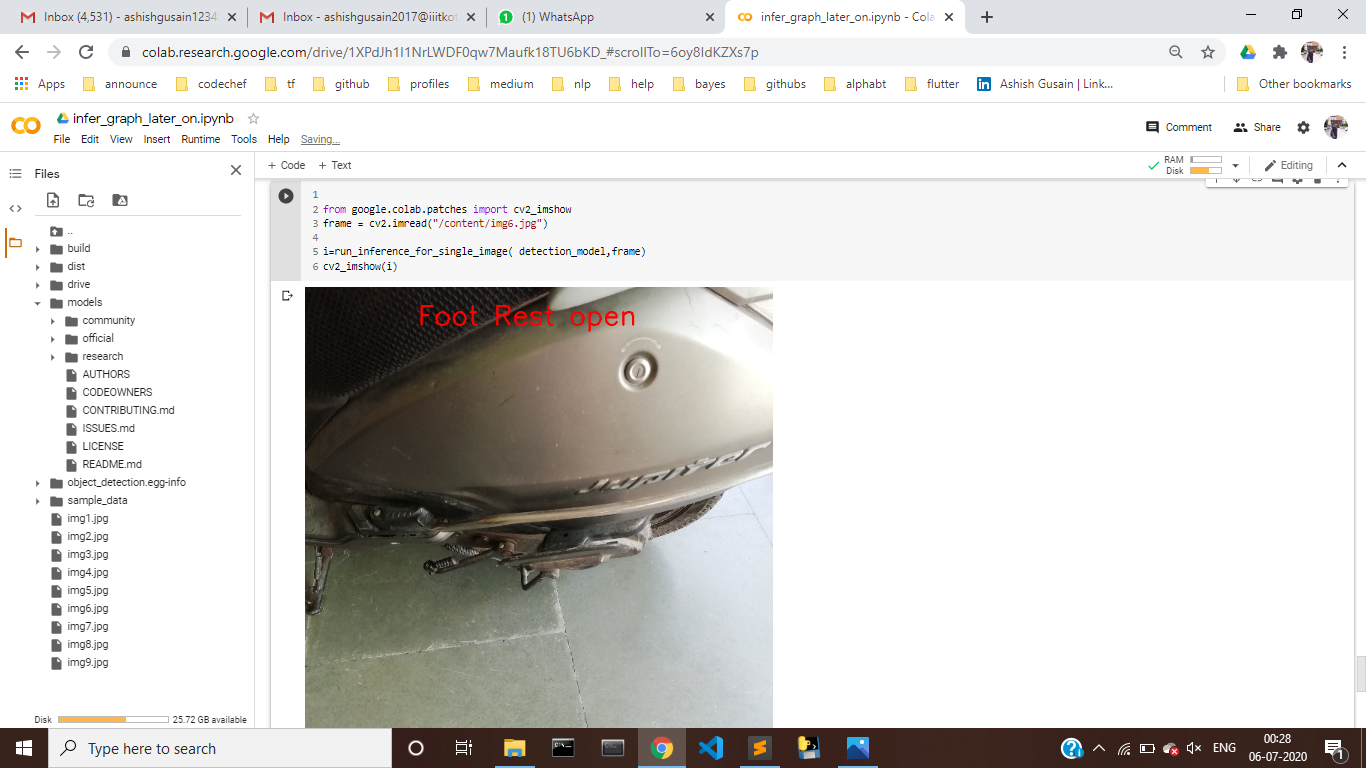 Inbox (4,531) - ashishgusain1234
Inbox - ashishgusain2017@iiitkot
(1) WhatsApp
infer_graph_later_on.ipynb - Cola
colab.research.google.com/drive/1XPdJh1I1NrLWDF0qw7Maufk18TU6bKD_#scrollTo=6oy8IdKZXs7p
Apps announce codechef tf github profiles medium nlp help bayes githubs alphabt flutter Ashish Gusain | Link... Other bookmarks
infer_graph_later_on.ipynb
File Edit View Insert Runtime Tools Help Saving...
Comment Share
Files
+ Code + Text
RAM
Disk
Editing
..
build
dist
drive
models
community
official
research
AUTHORS
CODEOWNERS
CONTRIBUTING.md
ISSUES.md
LICENSE
README.md
object_detection.egg-info
sample_data
img1.jpg
img2.jpg
img3.jpg
img4.jpg
img5.jpg
img6.jpg
img7.jpg
img8.jpg
img9.jpg
Disk 25.72 GB available
1
2 from google.colab.patches import cv2_imshow
3 frame = cv2.imread("/content/img6.jpg")
4
5 i=run_inference_for_single_image( detection_model,frame)
6 cv2_imshow(i)
Foot Rest open
Jupiter
Type here to search
ENG
00:28
06-07-2020
1